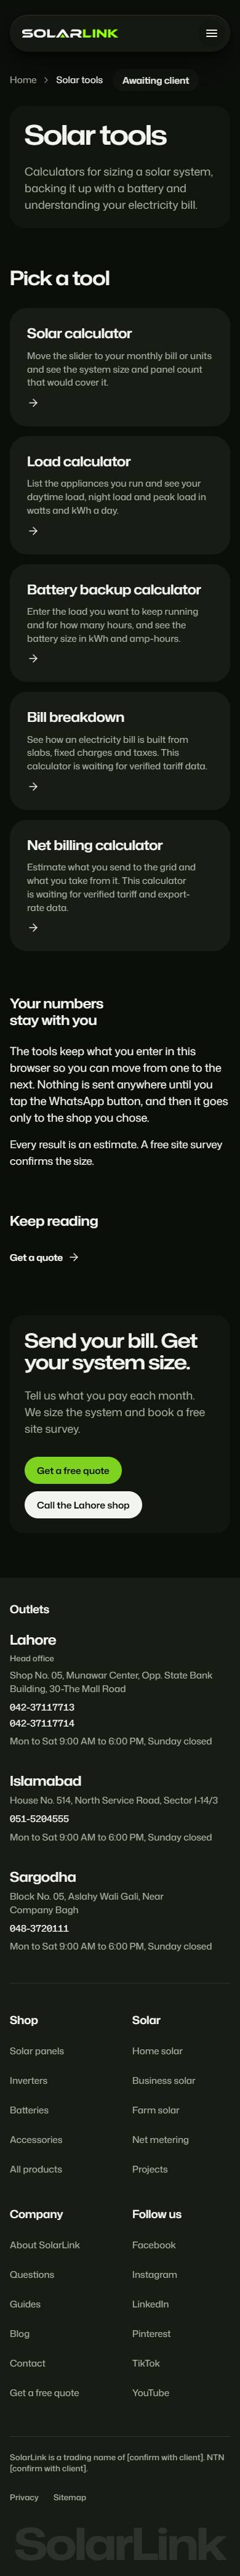 SOLARLINK
Home > Solar tools Awaiting client
Solar tools
Calculators for sizing a solar system,
backing it up with a battery and
understanding your electricity bill.
Pick a tool
Solar calculator
Move the slider to your monthly bill or units
and see the system size and panel count
that would cover it.
→
Load calculator
List the appliances you run and see your
daytime load, night load and peak load in
watts and kWh a day.
→
Battery backup calculator
Enter the load you want to keep running
and for how many hours, and see the
battery size in kWh and amp-hours.
→
Bill breakdown
See how an electricity bill is built from
slabs, fixed charges and taxes. This
calculator is waiting for verified tariff data.
→
Net billing calculator
Estimate what you send to the grid and
what you take from it. This calculator
is waiting for verified tariff and export-
rate data.
→
Your numbers
stay with you
The tools keep what you enter in this
browser so you can move from one to the
next. Nothing is sent anywhere until you
tap the WhatsApp button, and then it goes
only to the shop you chose.
Every result is an estimate. A free site survey
confirms the size.
Keep reading
Get a quote →
Send your bill. Get
your system size.
Tell us what you pay each month.
We size the system and book a free
site survey.
Get a free quote
Call the Lahore shop
Outlets
Lahore
Head office
Shop No. 05, Munawar Center, Opp. State Bank
Building, 30-The Mall Road
042-37117713
042-37117714
Mon to Sat 9:00 AM to 6:00 PM, Sunday closed
Islamabad
House No. 514, North Service Road, Sector I-14/3
051-5204555
Mon to Sat 9:00 AM to 6:00 PM, Sunday closed
Sargodha
Block No. 05, Aslahy Wali Gali, Near
Company Bagh
048-3720111
Mon to Sat 9:00 AM to 6:00 PM, Sunday closed
Shop
Solar panels
Inverters
Batteries
Accessories
All products
Solar
Home solar
Business solar
Farm solar
Net metering
Projects
Company
About SolarLink
Questions
Guides
Blog
Contact
Get a free quote
Follow us
Facebook
Instagram
LinkedIn
Pinterest
TikTok
YouTube
SolarLink is a trading name of [confirm with client]. NTN
[confirm with client].
Privacy Sitemap
SolarLink